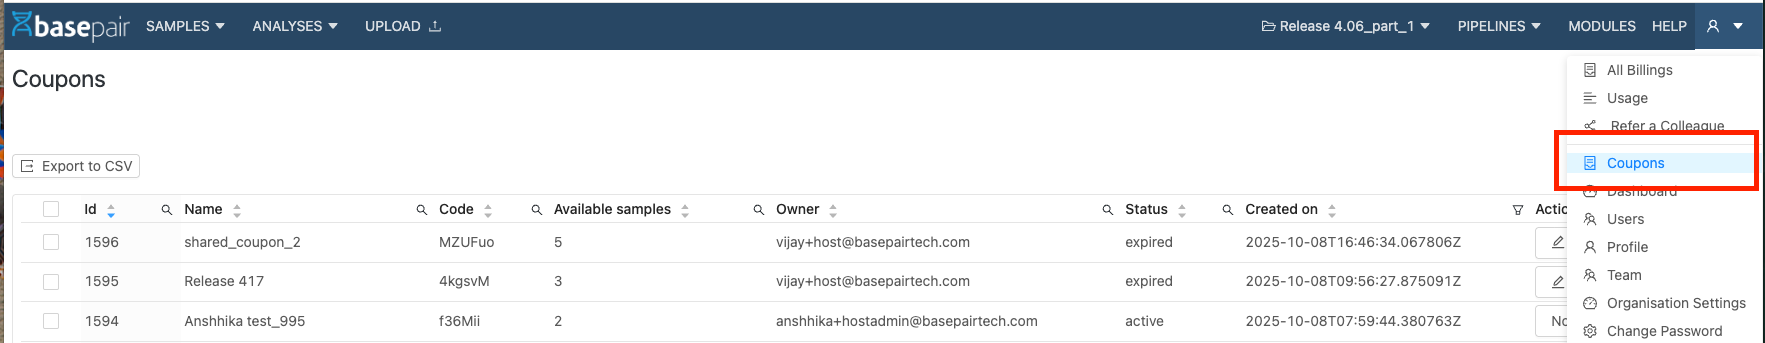 basepair SAMPLES ANALYSES UPLOAD Release 4.06_part_1 PIPELINES MODULES HELP
Coupons
All Billings
Usage
Refer a Colleague
Coupons
Dashboard
Users
Profile
Team
Organisation Settings
Change Password
Export to CSV
Id Name Code Available samples Owner Status Created on Actio
1596 shared_coupon_2 MZUFuo 5 vijay+host@basepairtech.com expired 2025-10-08T16:46:34.067806Z
1595 Release 417 4kgsvM 3 vijay+host@basepairtech.com expired 2025-10-08T09:56:27.875091Z
1594 Anshhika test_995 f36Mii 2 anshhika+hostadmin@basepairtech.com active 2025-10-08T07:59:44.380763Z No